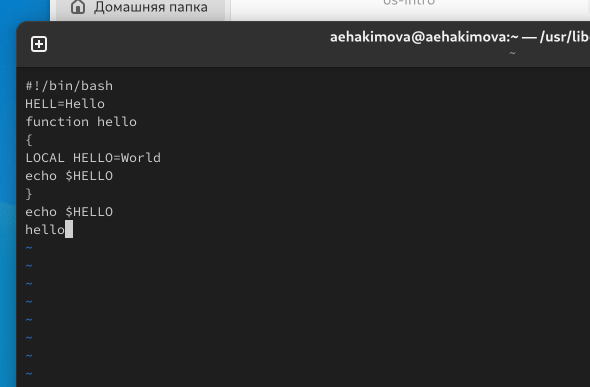 Домашняя папка
os-intro
aehakimova@aehakimova:~ — /usr/lib
~
#!/bin/bash
HELL=Hello
function hello
{
LOCAL HELLO=World
echo $HELLO
}
echo $HELLO
hello
~
~
~
~
~
~
~
~